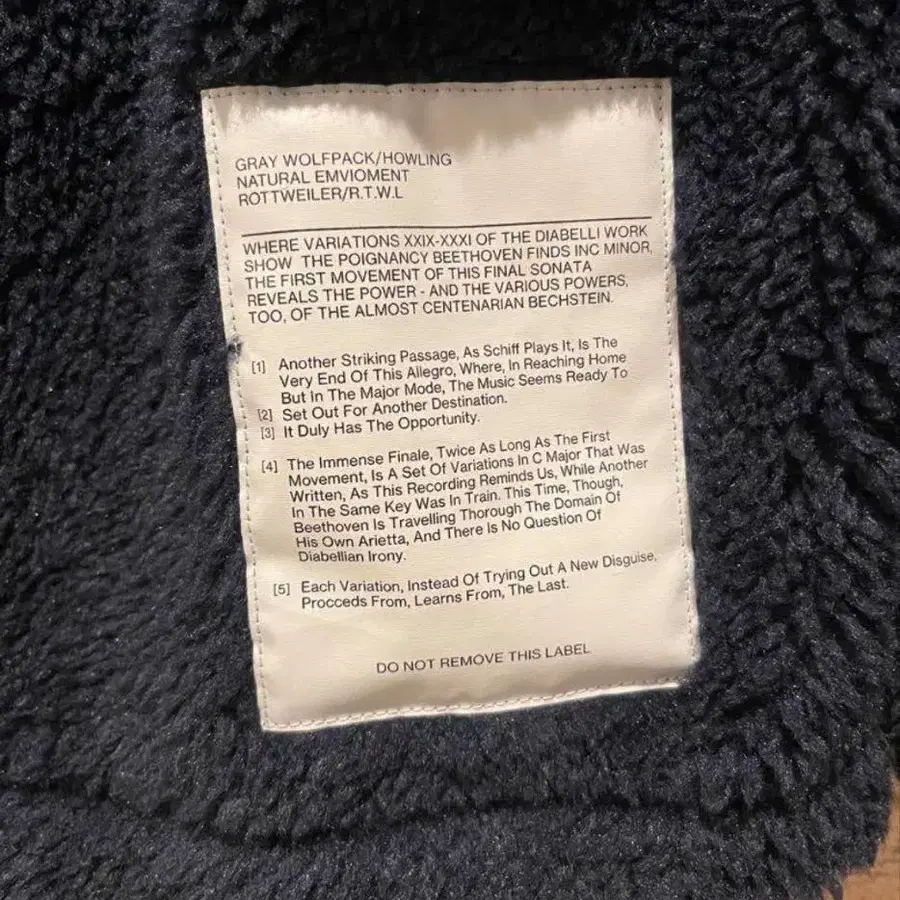 GRAY WOLFPACK/HOWLING
NATURAL EMVIOMENT
ROTTWEILER/R.T.W.L
WHERE VARIATIONS XXIX-XXXI OF THE DIABELLI WORK
SHOW THE POIGNANCY BEETHOVEN FINDS INC MINOR,
THE FIRST MOVEMENT OF THIS FINAL SONATA
REVEALS THE POWER - AND THE VARIOUS POWERS,
TOO, OF THE ALMOST CENTENARIAN BECHSTEIN.
[1] Another Striking Passage, As Schiff Plays It, Is The
Very End Of This Allegro, Where, In Reaching Home
But In The Major Mode, The Music Seems Ready To
[2] Set Out For Another Destination.
[3] It Duly Has The Opportunity.
[4] The Immense Finale, Twice As Long As The First
Movement, Is A Set Of Variations In C Major That Was
Written, As This Recording Reminds Us, While Another
In The Same Key Was In Train. This Time, Though,
Beethoven Is Travelling Thorough The Domain Of
His Own Arietta, And There Is No Question Of
Diabellian Irony.
[5] Each Variation, Instead Of Trying Out A New Disguise,
Procceds From, Learns From, The Last.
DO NOT REMOVE THIS LABEL